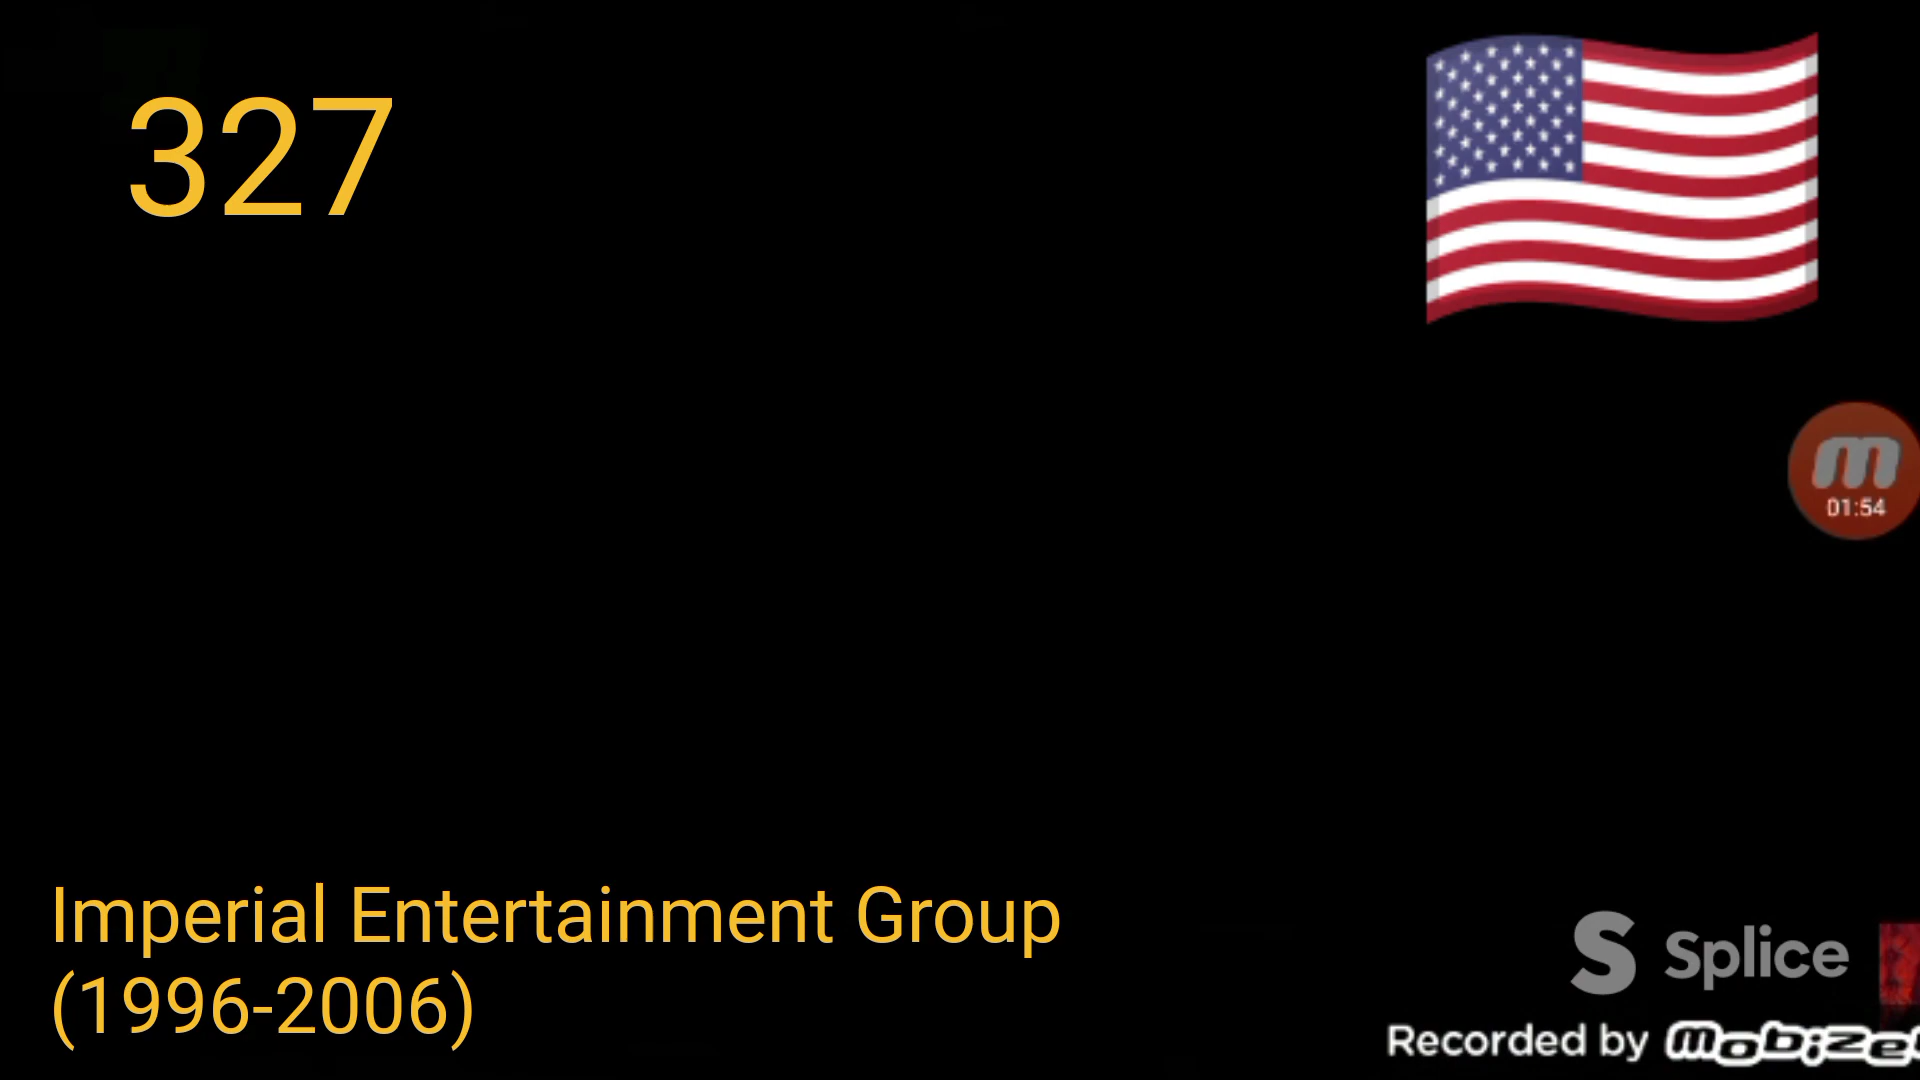 327
m
01:54
Imperial Entertainment Group
(1996-2006)
S Splice
Recorded by